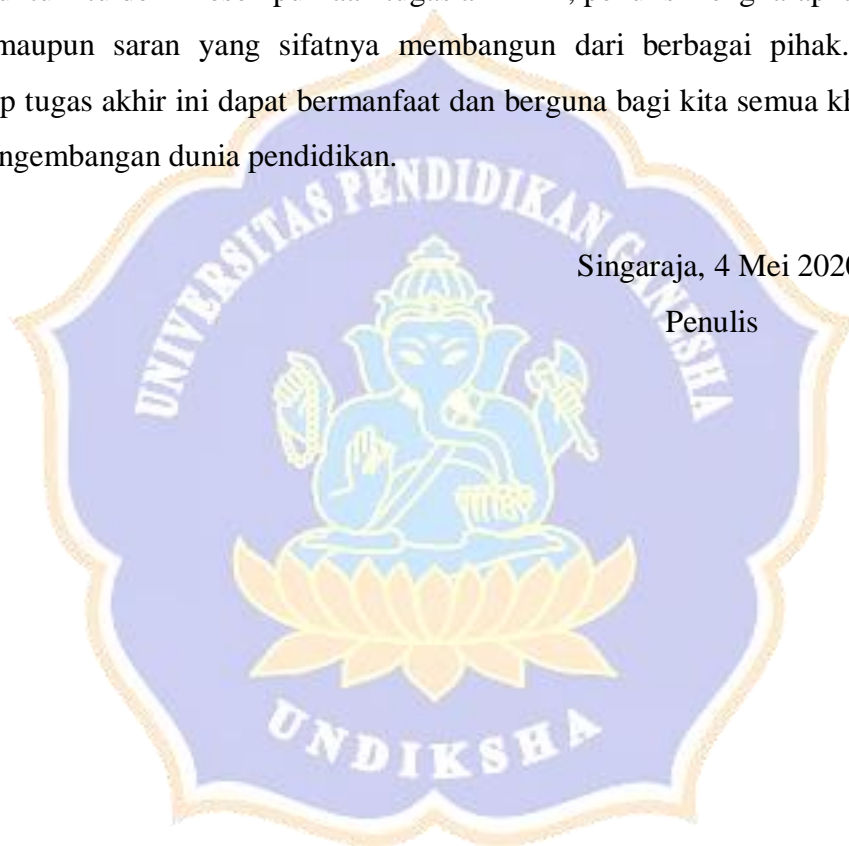 maupun saran yang sifatnya membangun dari berbagai pihak.
p tugas akhir ini dapat bermanfaat dan berguna bagi kita semua
ngembangan dunia pendidikan.
UNIVERSITAS PENDIDIKAN GANESHA
Singaraja, 4 Mei 2020
Penulis
UNDIKSHA